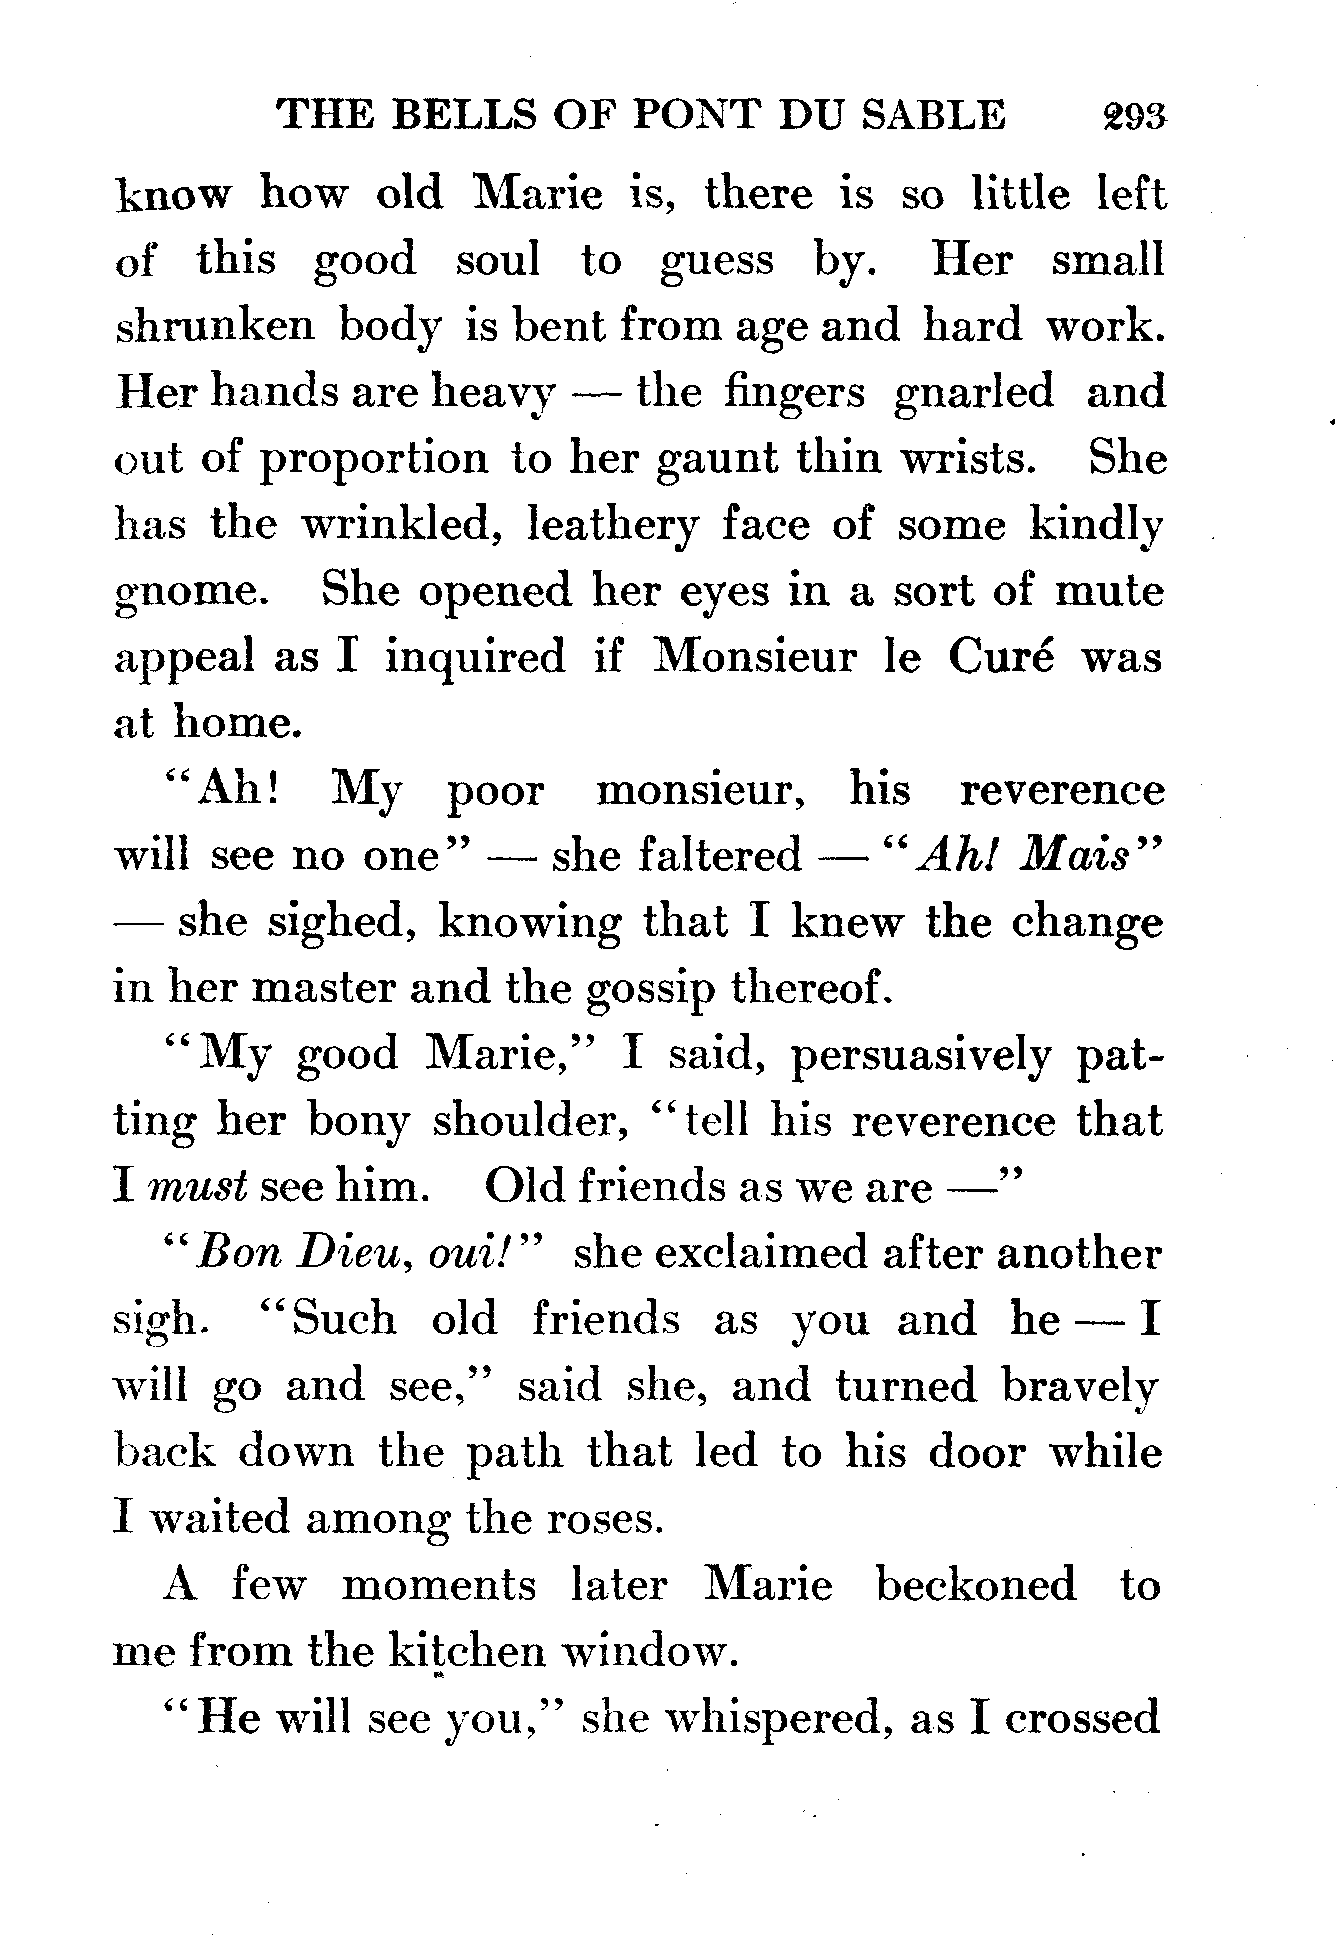 THE BELLS OF PONT DU SABLE 293
know how old Marie is, there is so little left
of this good soul to guess by. Her small
shrunken body is bent from age and hard work.
Her hands are heavy — the fingers gnarled and
out of proportion to her gaunt thin wrists. She
has the wrinkled, leathery face of some kindly
gnome. She opened her eyes in a sort of mute
appeal as I inquired if Monsieur le Curé was
at home.
"Ah! My poor monsieur, his reverence
will see no one" — she faltered — "Ah! Mais"
— she sighed, knowing that I knew the change
in her master and the gossip thereof.
"My good Marie," I said, persuasively pat-
ting her bony shoulder, "tell his reverence that
I must see him. Old friends as we are —"
"Bon Dieu, oui!" she exclaimed after another
sigh. "Such old friends as you and he — I
will go and see," said she, and turned bravely
back down the path that led to his door while
I waited among the roses.
A few moments later Marie beckoned to
me from the kitchen window.
"He will see you," she whispered, as I crossed